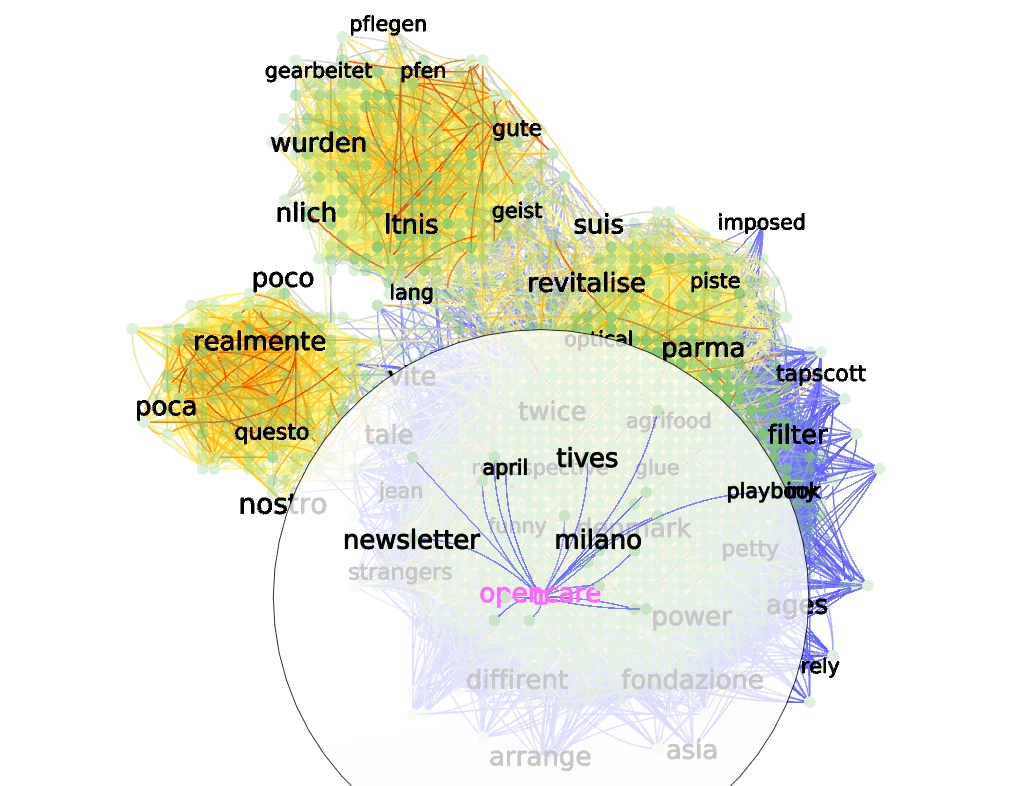 pflegen
gearbeitet pfen
gute
wurden
nlich ltnis geist suis imposed
poco revitalise piste
lang
realmente optical parma
vite tapscott
poca twice agrifood
questo tale filter
april tives glue
jean playbook
nostro
funny denmark
newsletter milano petty
strangers
opencare
power ages
rely
diffirent fondazione
arrange asia